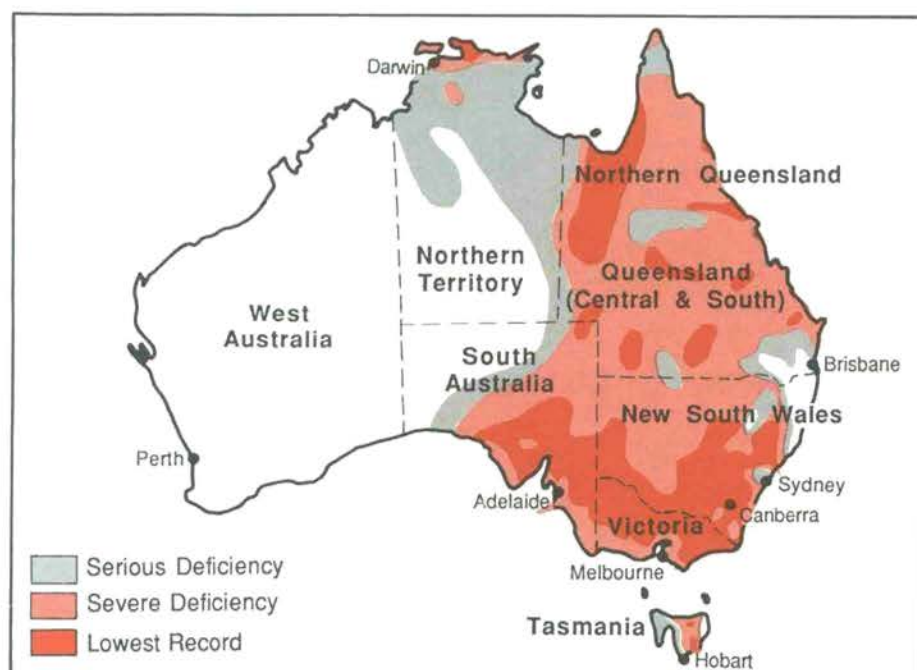 Darwin
Northern Queensland
Northern
Territory
Queensland
(Central & South)
West
Australia
South
Australia
Brisbane
New South Wales
Perth
Adelaide
Sydney
Canberra
Victoria
Melbourne
Serious Deficiency
Severe Deficiency
Lowest Record
Tasmania
Hobart